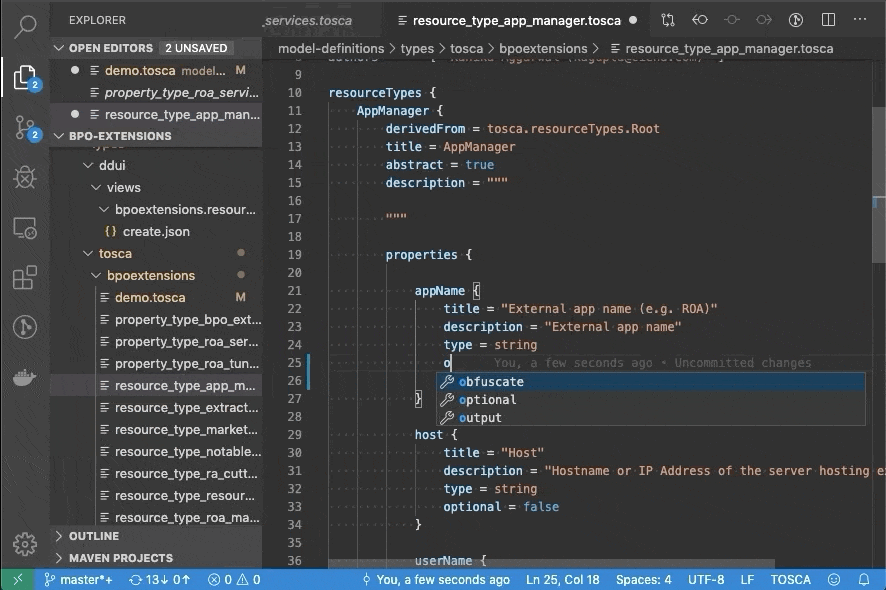 EXPLORER
OPEN EDITORS 2 UNSAVED
demo.tosca model... M
property_type_roa_servi...
resource_type_app_man...
BPO-EXTENSIONS
ddui
views
bpoextensions.resour...
{} create.json
tosca
bpoextensions
demo.tosca M
property_type_bpo_ext...
property_type_roa_ser...
property_type_roa_tun...
resource_type_app_m...
resource_type_extract...
resource_type_market...
resource_type_notable...
resource_type_ra_cutt...
resource_type_resour...
resource_type_roa_ma...
OUTLINE
MAVEN PROJECTS
2
2
_services.tosca
resource_type_app_manager.tosca
model-definitions > types > tosca > bpoextensions > resource_type_app_manager.tosca
9
10 resourceTypes {
11 AppManager {
12 derivedFrom = tosca.resourceTypes.Root
13 title = AppManager
14 abstract = true
15 description = """
16
17 """
18
19 properties {
20
21 appName {
22 title = "External app name (e.g. ROA)"
23 description = "External app name"
24 type = string
25 o You, a few seconds ago • Uncommitted changes
26 obfuscate
27 } optional
28 output
29 host {
30 title = "Host"
31 description = "Hostname or IP Address of the server hosting e
32 type = string
33 optional = false
34 }
35
36 userName {
master*+ 13↓ 0↑ 0 0 You, a few seconds ago Ln 25, Col 18 Spaces: 4 UTF-8 LF TOSCA